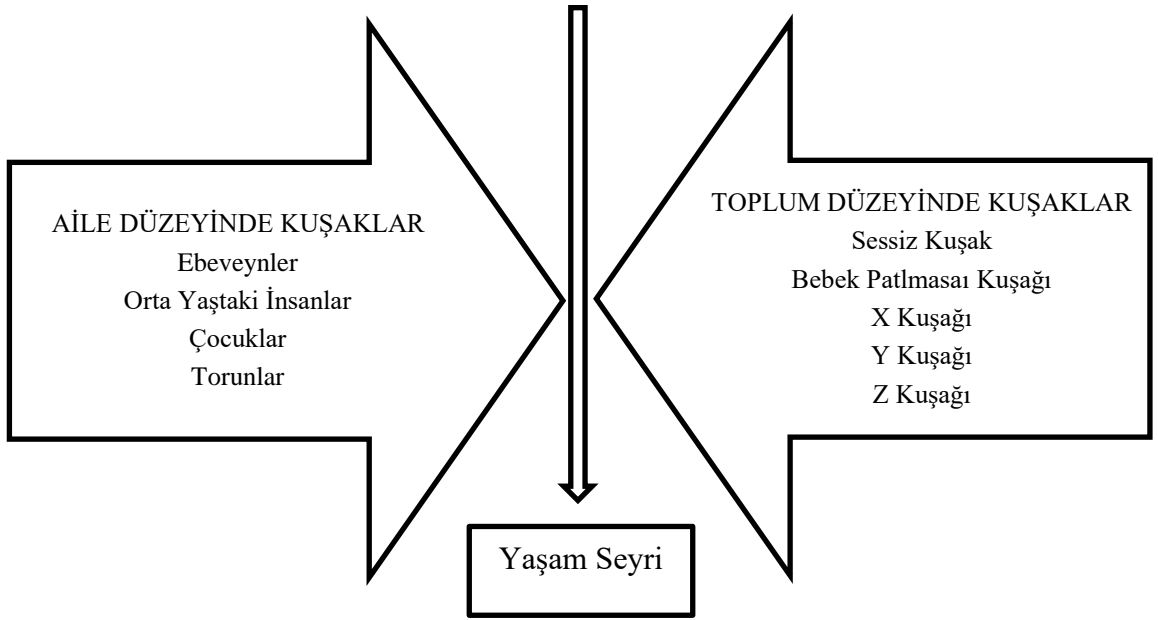 AİLE DÜZEYİNDE KUŞAKLAR
Ebeveynler
Orta Yaştaki İnsanlar
Çocuklar
Torunlar
TOPLUM DÜZEYİNDE KUŞAKLAR
Sessiz Kuşak
Bebek Patlmasaı Kuşağı
X Kuşağı
Y Kuşağı
Z Kuşağı
Yaşam Seyri